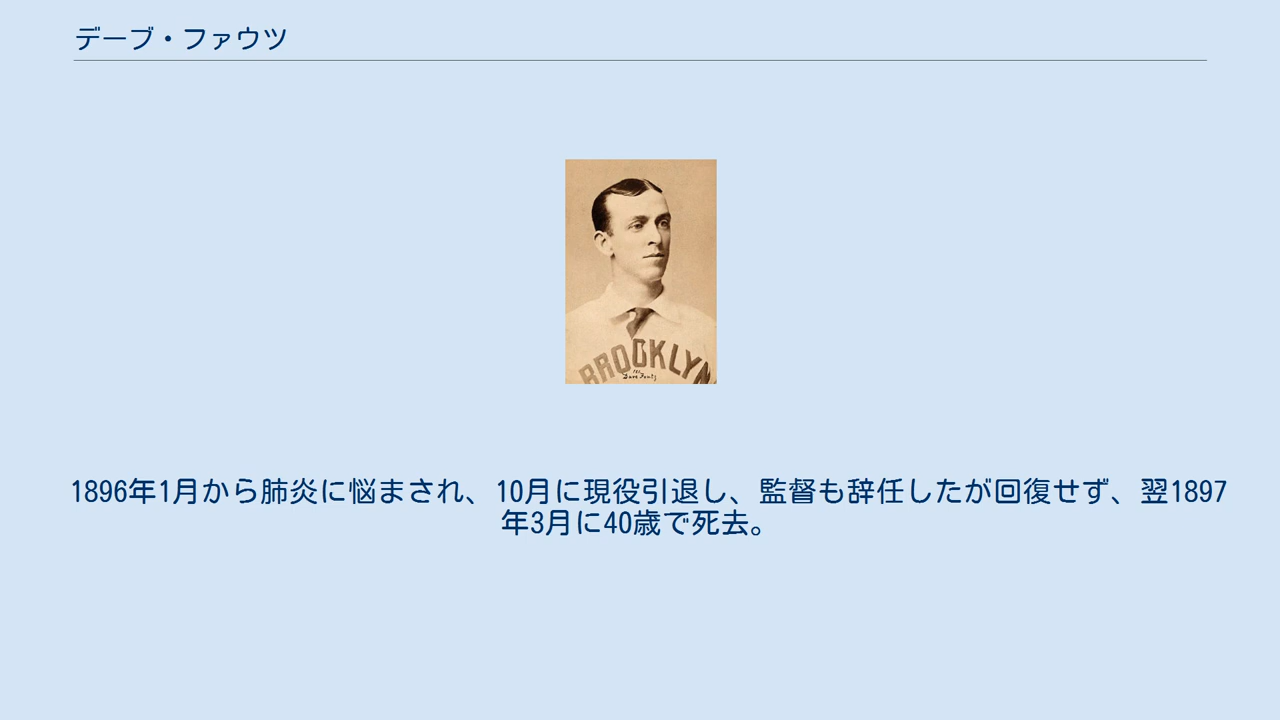 デーブ・ファウツ
BROOKLYN
1896年1月から肺炎に悩まされ、10月に現役引退し、監督も辞任したが回復せず、翌1897
年3月に40歳で死去。